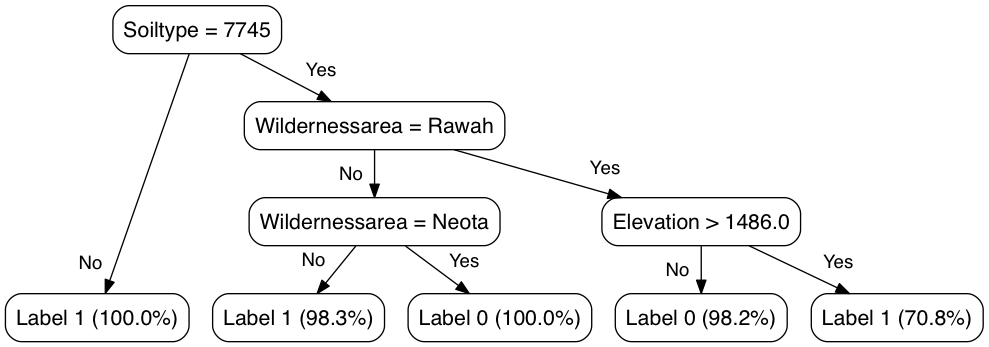 Soiltype = 7745
Yes
Wildernessarea = Rawah
No
Yes
Wildernessarea = Neota
Elevation > 1486.0
No
No
Yes
No
Yes
Label 1 (100.0%)
Label 1 (98.3%)
Label 0 (100.0%)
Label 0 (98.2%)
Label 1 (70.8%)